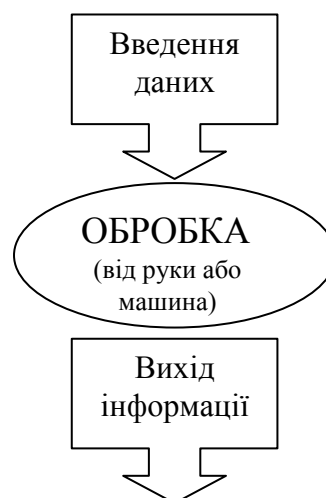 Введення
даних
ОБРОБКА
(від руки або
машина)
Вихід
інформації